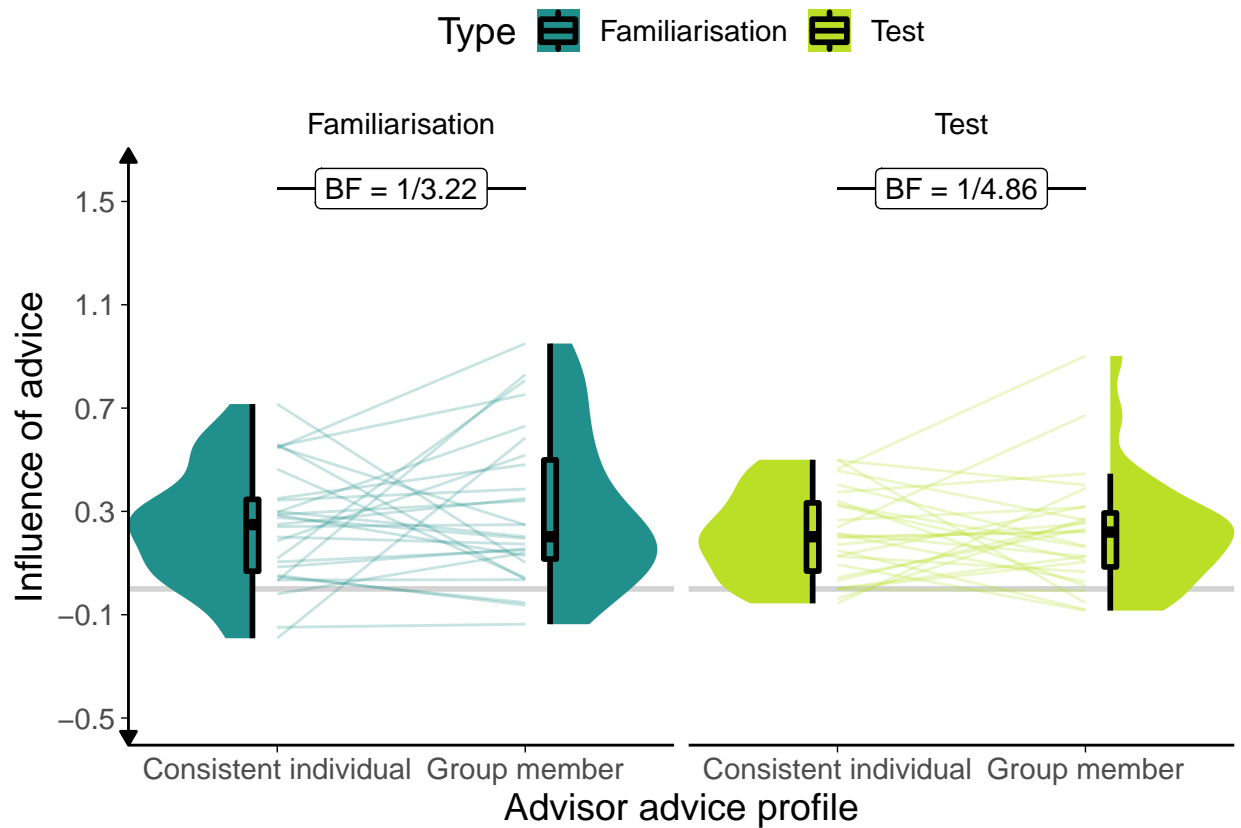 Type Familiarisation Test
Familiarisation Test
BF = 1/3.22 BF = 1/4.86
1.5
1.1
0.7
0.3
−0.1
−0.5
Influence of advice
Consistent individual Group member Consistent individual Group member
Advisor advice profile